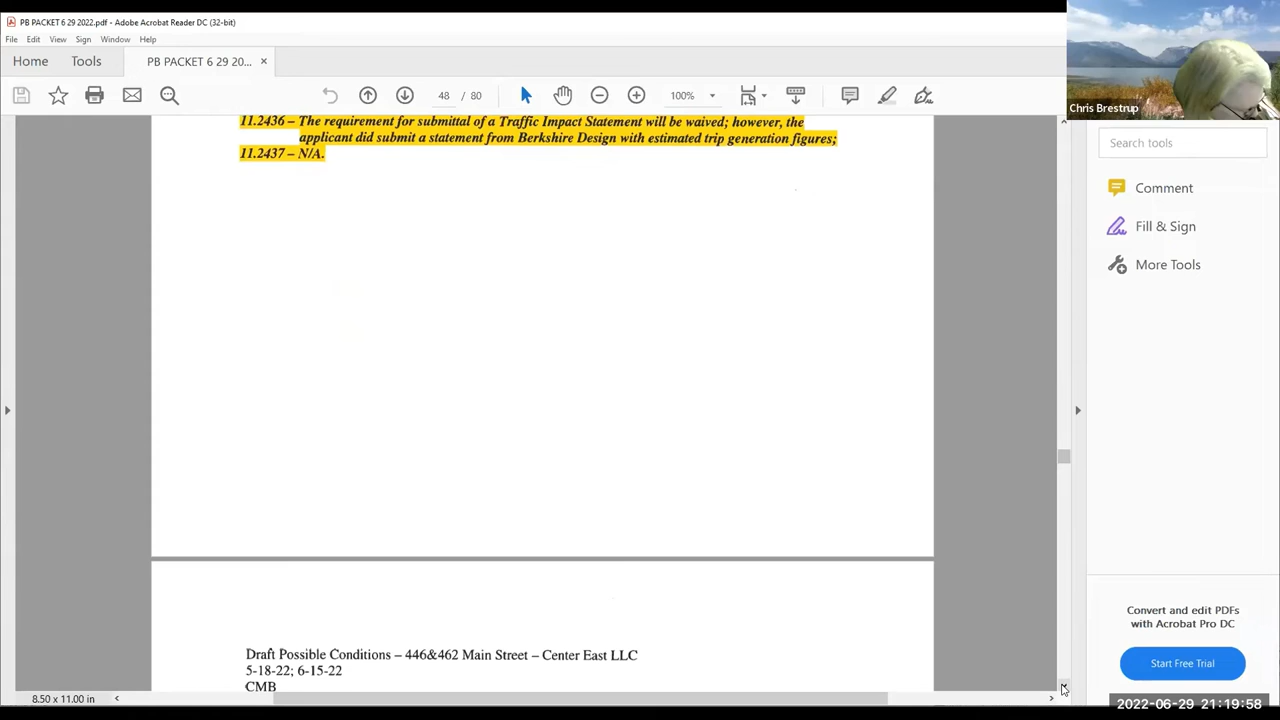 PB PACKET 6 29 2022.pdf - Adobe Acrobat Reader DC (32-bit)
File Edit View Sign Window Help
Home Tools PB PACKET 6 29 20... ×
48 / 80 100%
Chris Brestrup
11.2436 – The requirement for submittal of a Traffic Impact Statement will be waived; however, the
applicant did submit a statement from Berkshire Design with estimated trip generation figures;
11.2437 – N/A.
Search tools
Comment
Fill & Sign
More Tools
Convert and edit PDFs
with Acrobat Pro DC
Start Free Trial
Draft Possible Conditions – 446&462 Main Street – Center East LLC
5-18-22; 6-15-22
CMB
8.50 x 11.00 in
2022-06-29 21:19:58